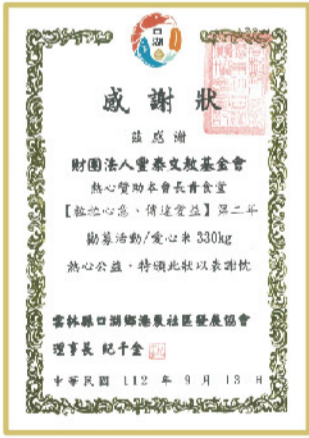 口湖
感謝狀
茲感謝
財團法人豐泰文教基金會
熱心贊助本會長青食堂
【粒粒心意、傳達愛益】第二年
勸募活動/愛心米330kg
熱心公益,特頒此狀以表謝忱
雲林縣口湖鄉港東社區發展協會
理事長 紀千金
中華民國 112 年 9 月 13 日